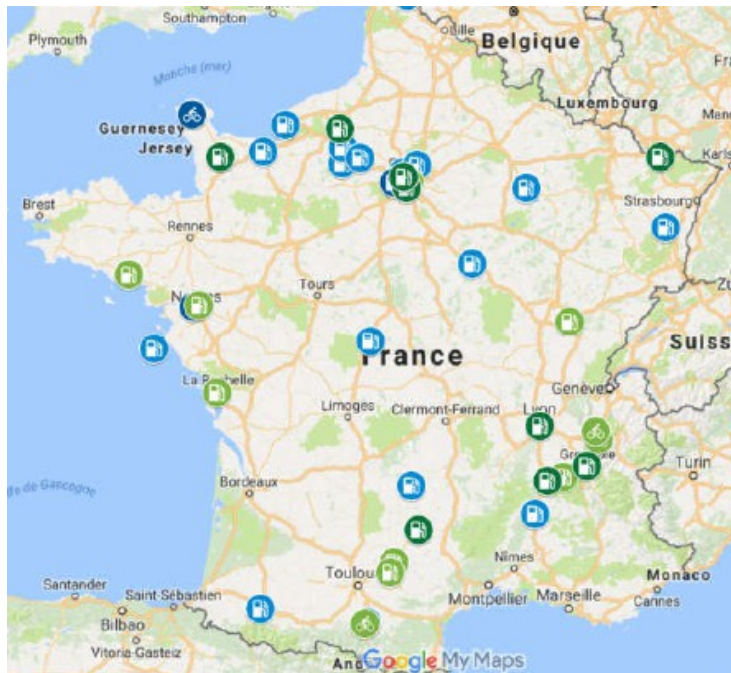 Southampton
Plymouth
Lille
Belgique
Manche (mer)
Luxembourg
Guernesey
Jersey
Strasbourg
Brest
Rennes
Tours
France
Suiss
La Rochelle
Genève
Limoges
Clermont-Ferrand
Lyon
Turin
Bordeaux
de Gascogne
Nîmes
Toulou
Montpellier
Marseille
Monaco
Cannes
Santander
Saint-Sébastien
Bilbao
Vitoria-Gasteiz
Google My Maps